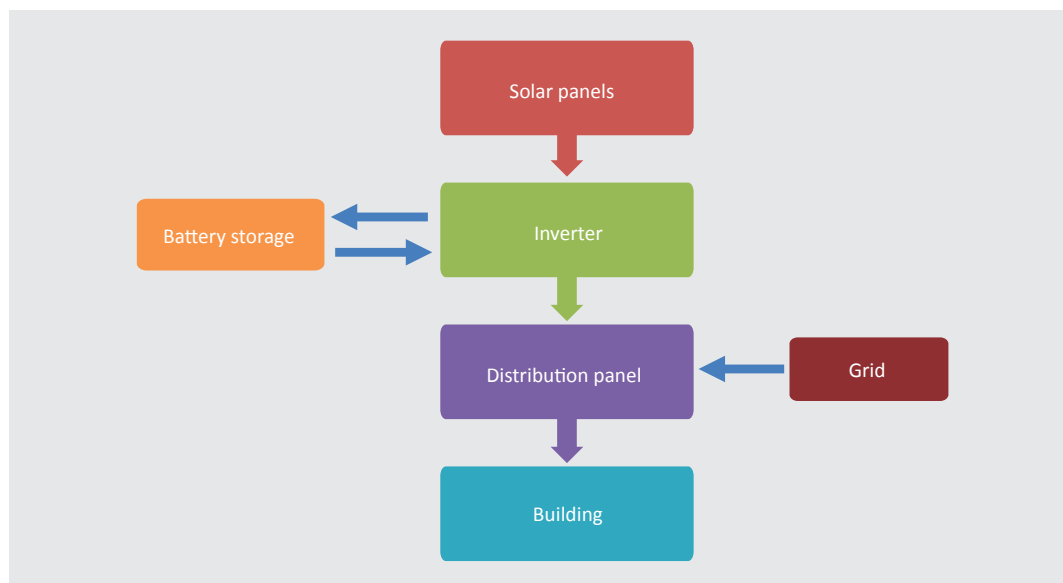 Solar panels
Battery storage
Inverter
Distribution panel
Grid
Building